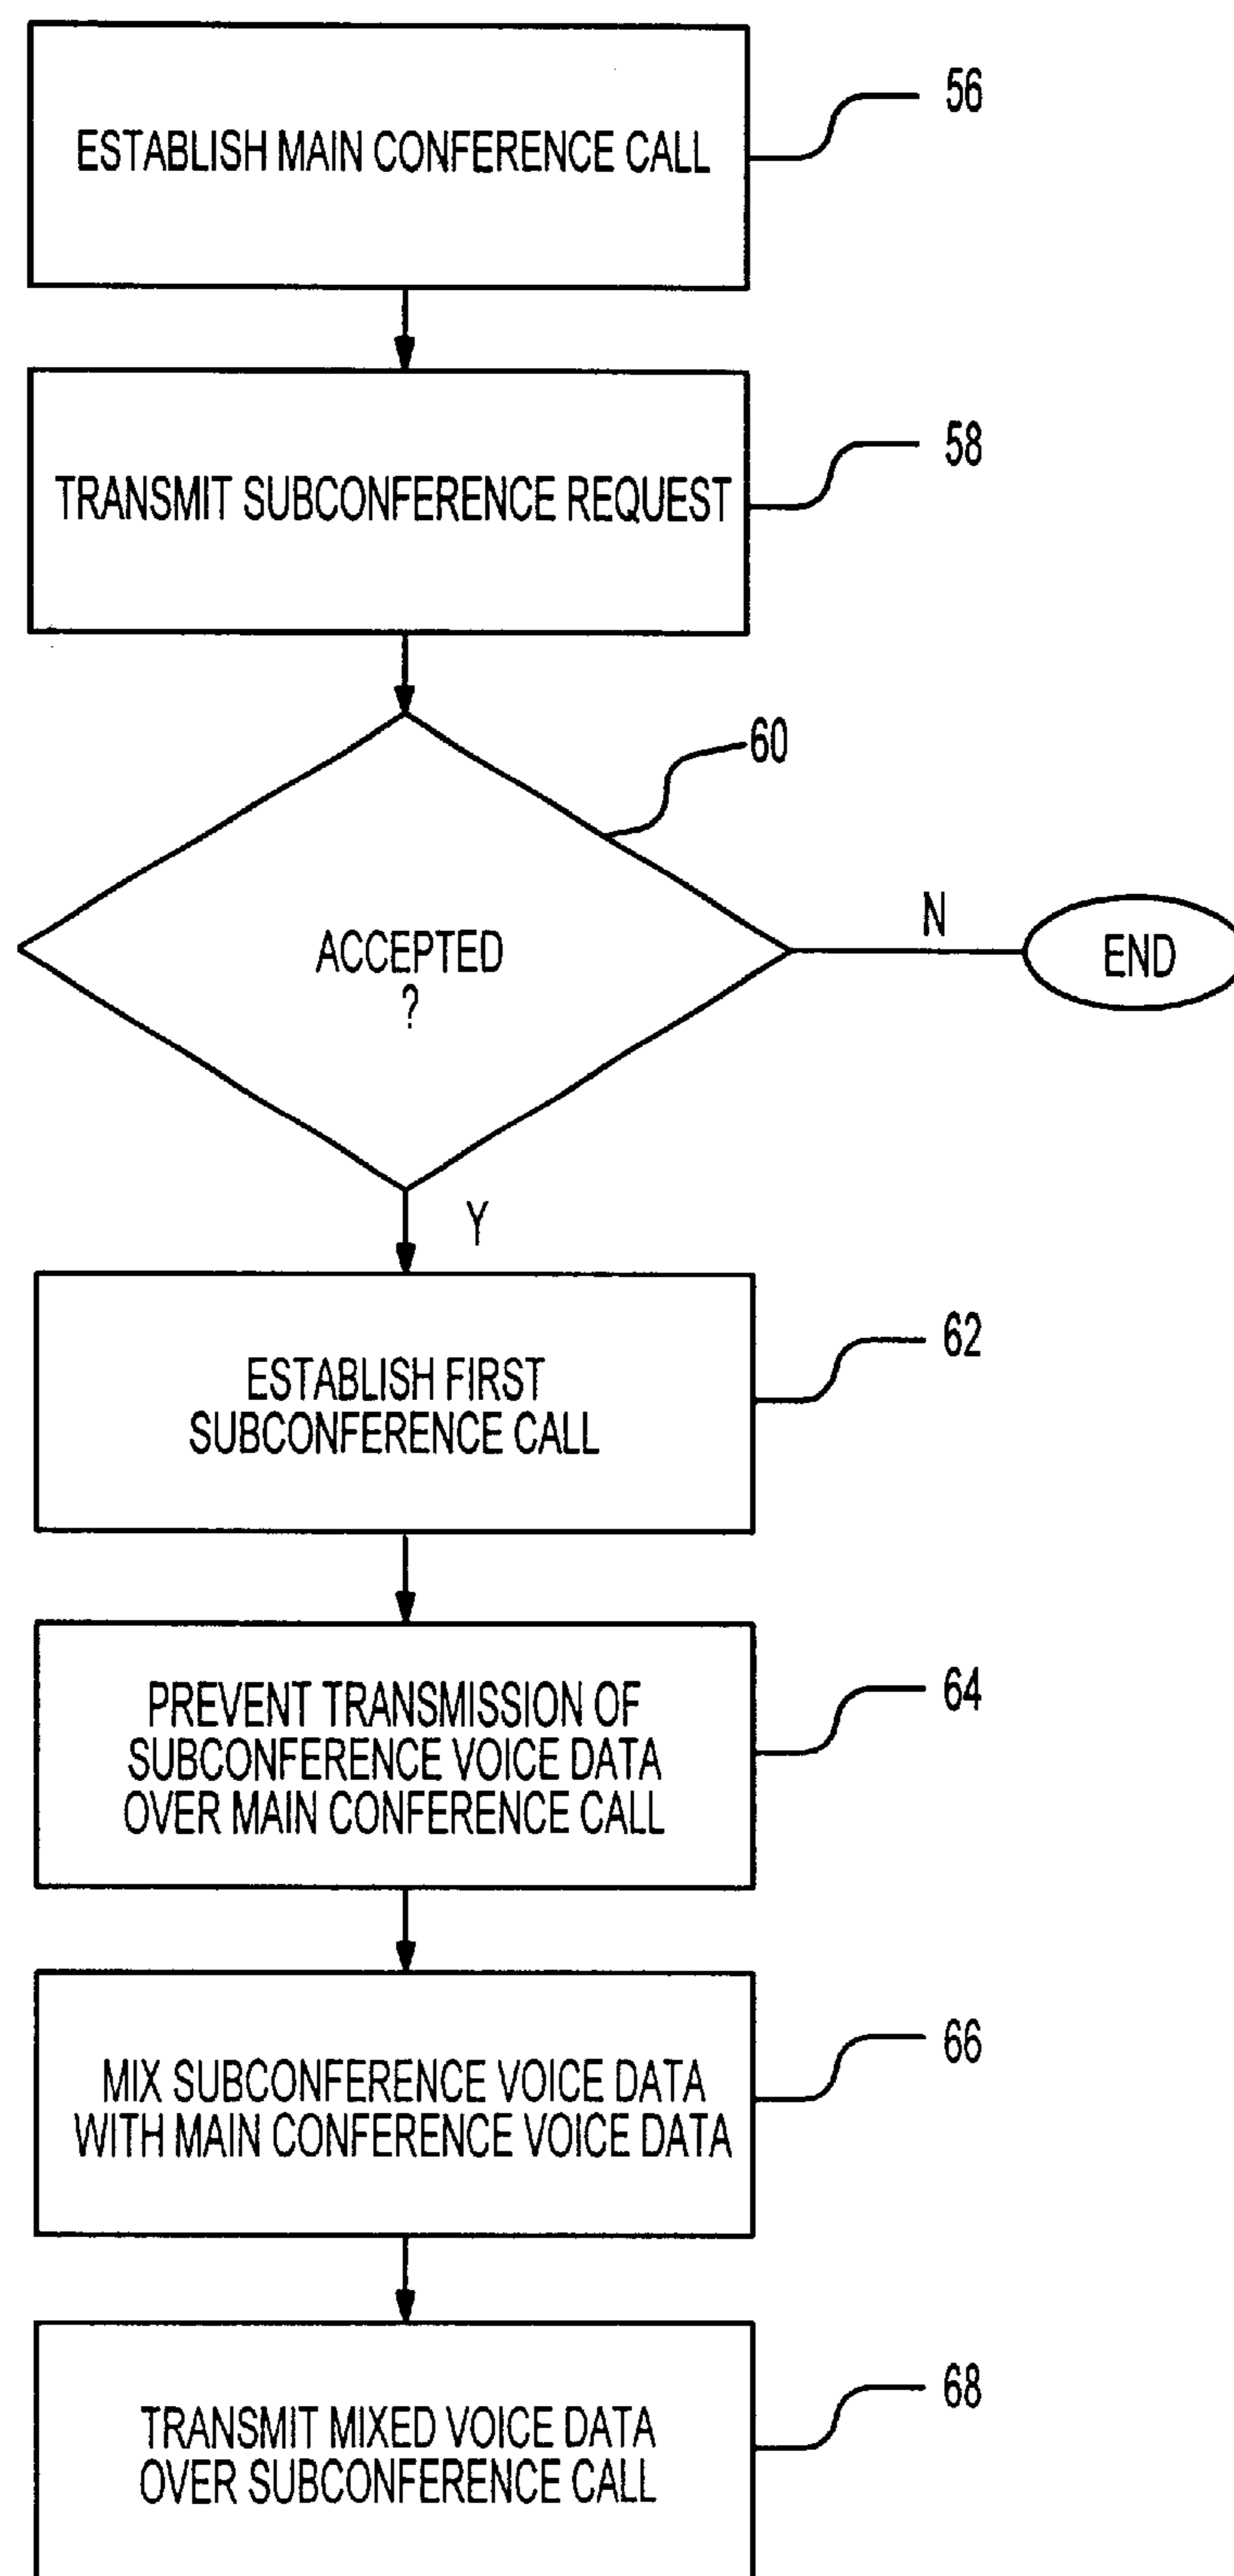 ESTABLISH MAIN CONFERENCE CALL
56
TRANSMIT SUBCONFERENCE REQUEST
58
60
ACCEPTED
?
N
END
Y
ESTABLISH FIRST
SUBCONFERENCE CALL
62
PREVENT TRANSMISSION OF
SUBCONFERENCE VOICE DATA
OVER MAIN CONFERENCE CALL
64
MIX SUBCONFERENCE VOICE DATA
WITH MAIN CONFERENCE VOICE DATA
66
TRANSMIT MIXED VOICE DATA
OVER SUBCONFERENCE CALL
68